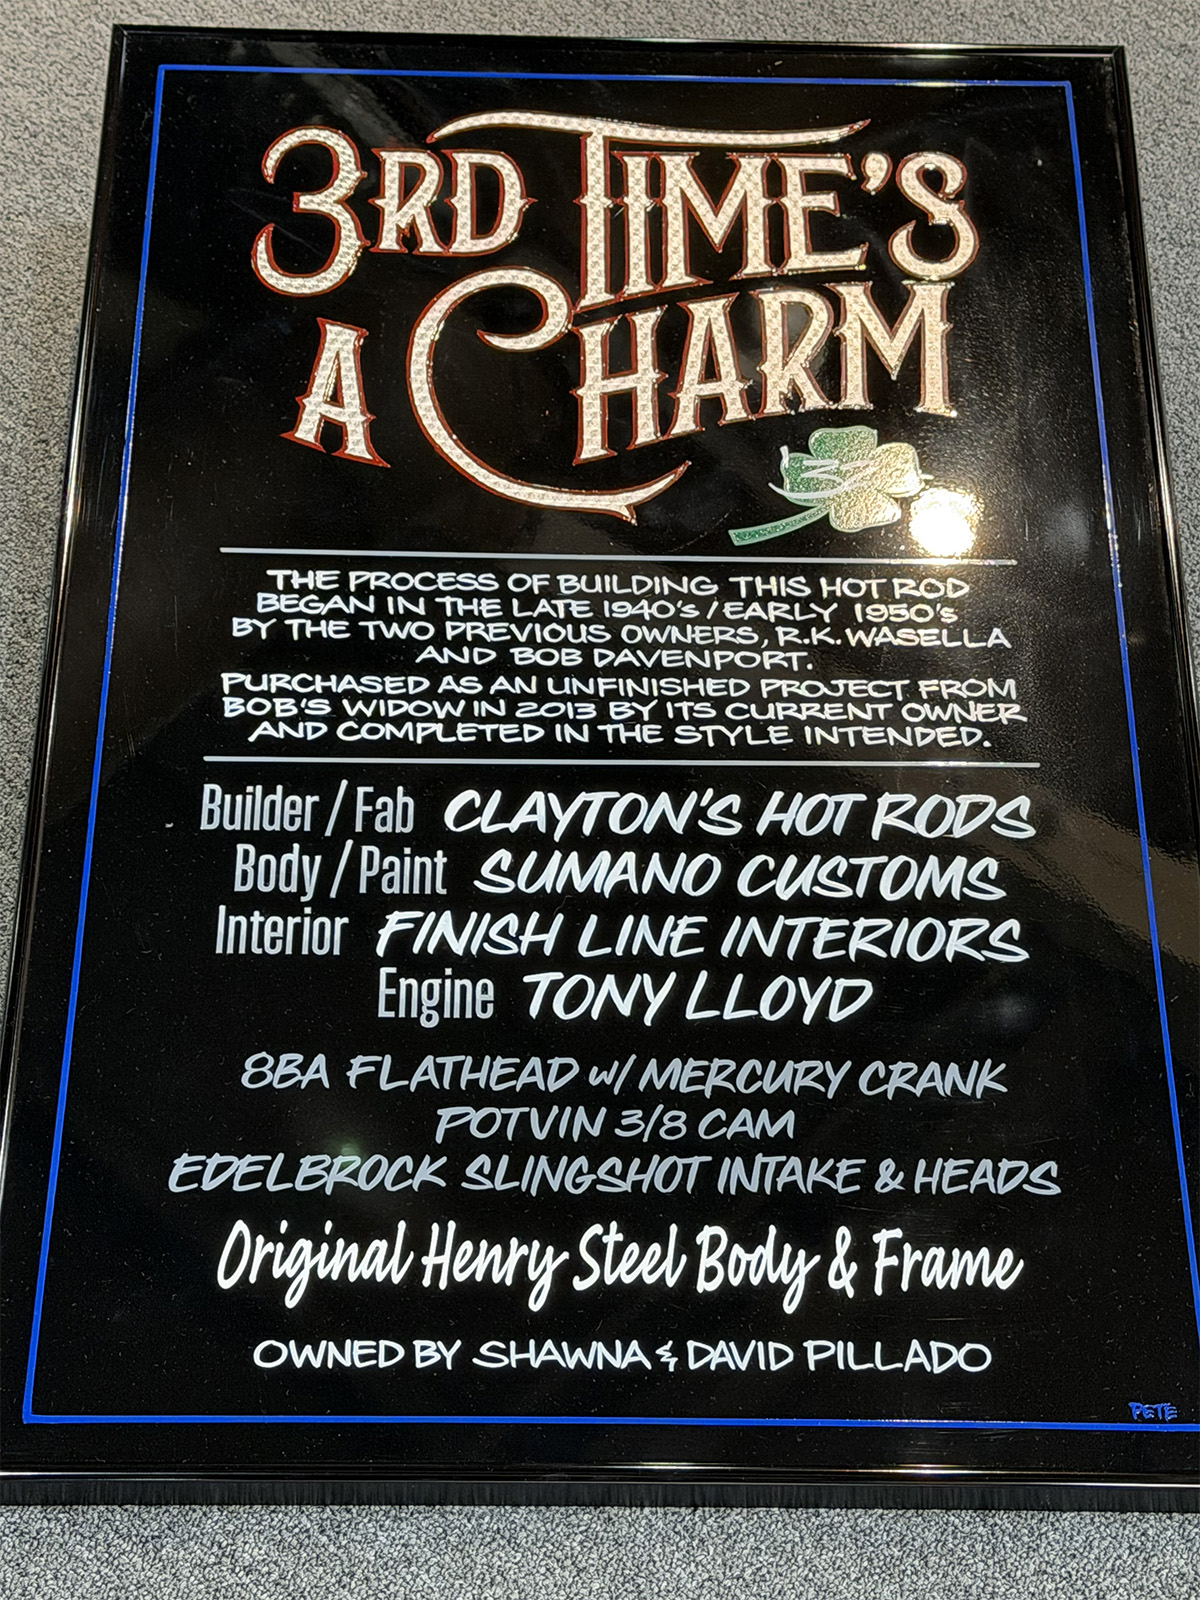 3RD TIME'S
A CHARM
'32
THE PROCESS OF BUILDING THIS HOT ROD
BEGAN IN THE LATE 1940's / EARLY 1950's
BY THE TWO PREVIOUS OWNERS, R.K. WASELLA
AND BOB DAVENPORT.
PURCHASED AS AN UNFINISHED PROJECT FROM
BOB'S WIDOW IN 2013 BY ITS CURRENT OWNER
AND COMPLETED IN THE STYLE INTENDED.
Builder / Fab CLAYTON'S HOT RODS
Body / Paint SUMANO CUSTOMS
Interior FINISH LINE INTERIORS
Engine TONY LLOYD
8BA FLATHEAD w/ MERCURY CRANK
POTVIN 3/8 CAM
EDELBROCK SLINGSHOT INTAKE & HEADS
Original Henry Steel Body & Frame
OWNED BY SHAWNA & DAVID PILLADO
PETE